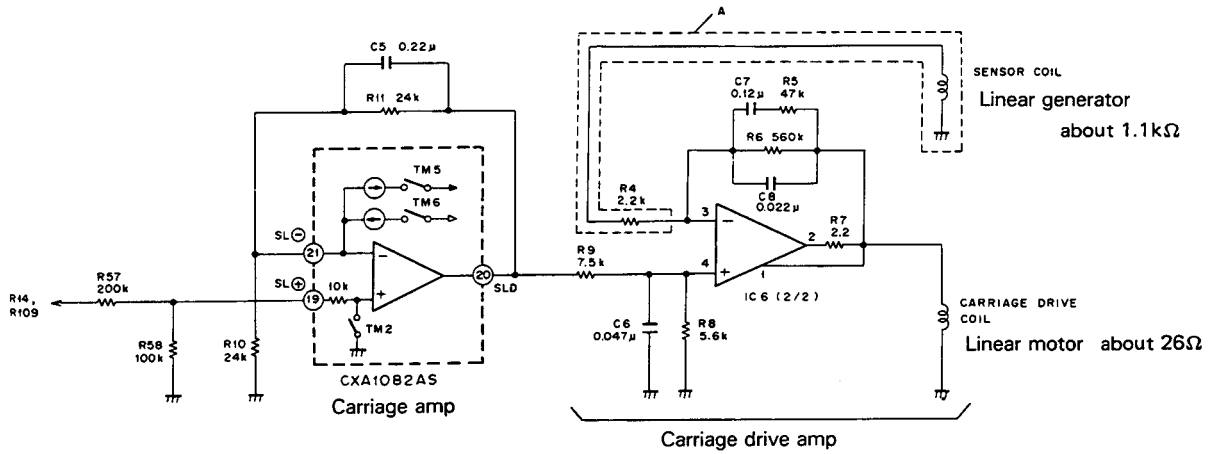 A
C5 0.22μ
R11 24k
SENSOR COIL
Linear generator
about 1.1kΩ
C7
0.12μ
R5
47k
R6 560k
C8
0.022μ
TM5
TM6
R4
2.2k
3
−
2
R7
2.2
SL⊖
21
−
R9
7.5k
4
+
1
IC6 (2/2)
R57
200k
R14,
R109
SL⊕
19
10k
+
20
SLD
TM2
R58
100k
R10
24k
C6
0.047μ
R8
5.6k
CARRIAGE DRIVE
COIL
Linear motor about 26Ω
CXA1082AS
Carriage amp
Carriage drive amp